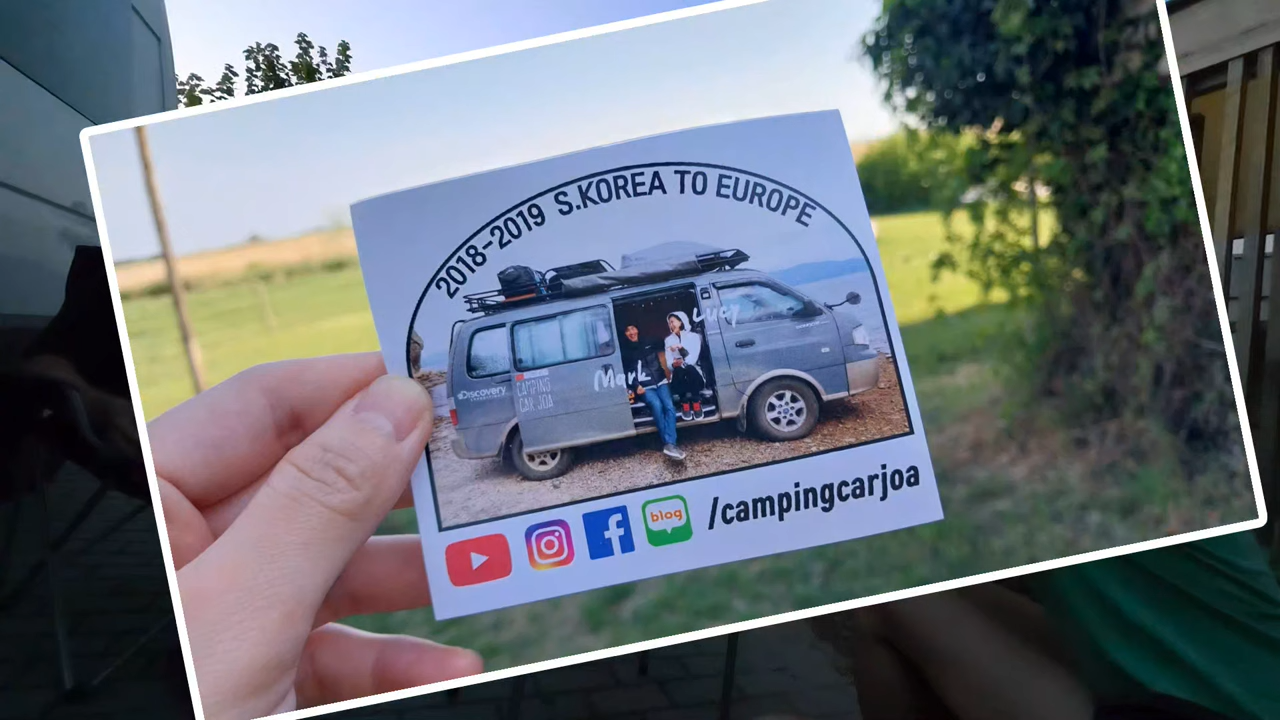 2018-2019 S.KOREA TO EUROPE
Lucy
Mark
Discovery
CAMPING
CAR JOA
blog
/campingcarjoa